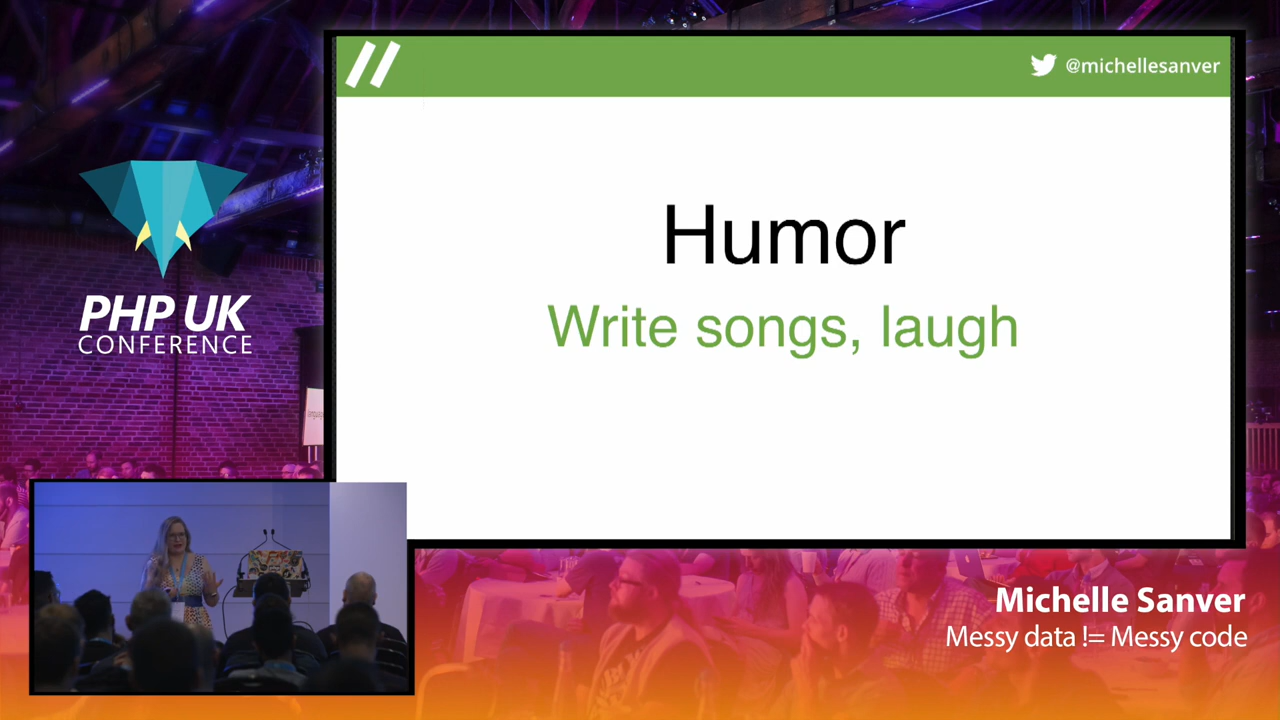 @michellesanver
Humor
Write songs, laugh
PHP UK
CONFERENCE
Michelle Sanver
Messy data != Messy code